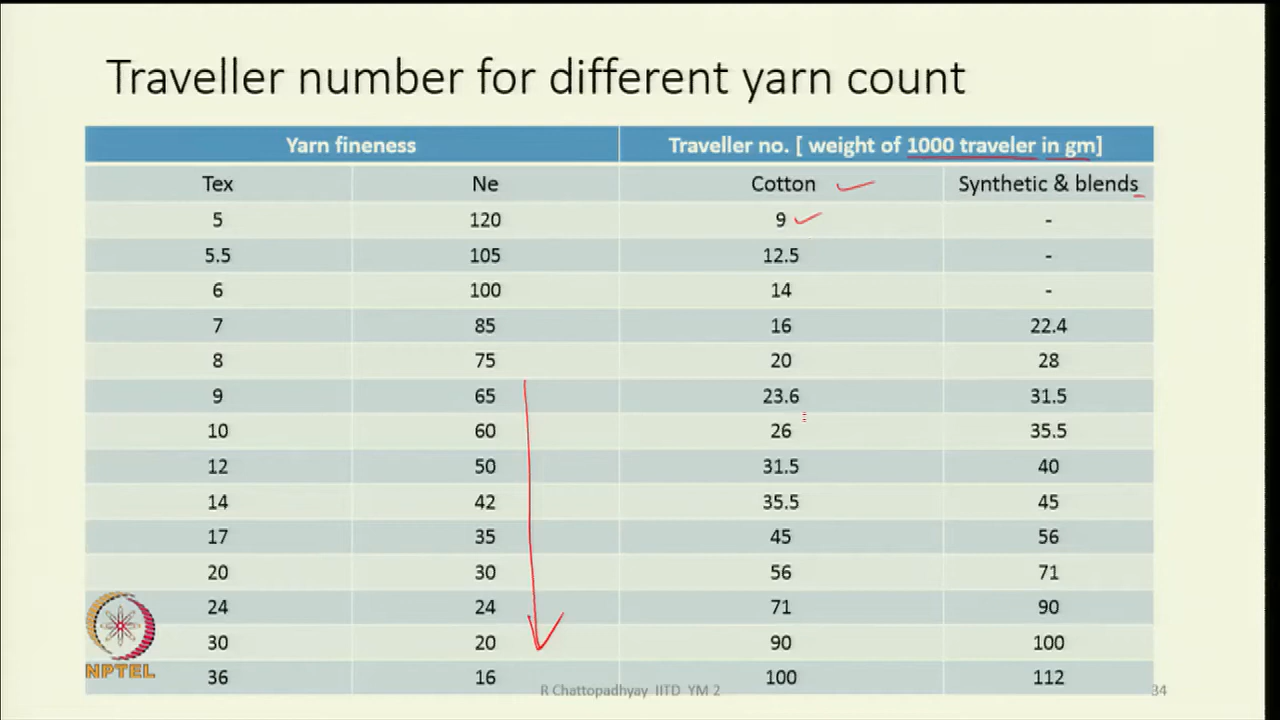 Traveller number for different yarn count
Yarn fineness Traveller no. [ weight of 1000 traveler in gm]
Tex Ne Cotton Synthetic & blends
5 120 9 -
5.5 105 12.5 -
6 100 14 -
7 85 16 22.4
8 75 20 28
9 65 23.6 31.5
10 60 26 35.5
12 50 31.5 40
14 42 35.5 45
17 35 45 56
20 30 56 71
24 24 71 90
30 20 90 100
36 16 100 112
NPTEL
R Chattopadhyay IITD YM 2 34